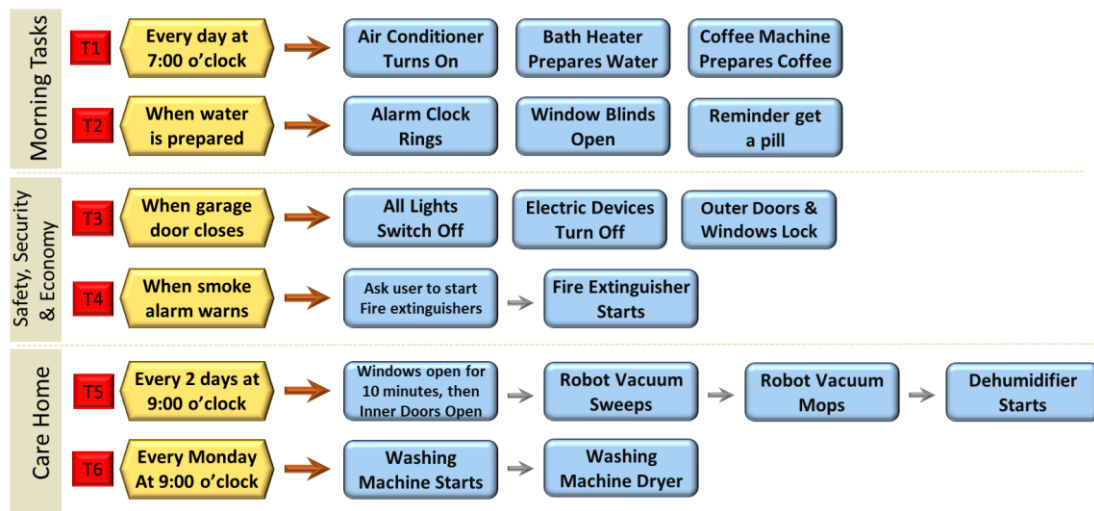 Morning Tasks
T1
Every day at
7:00 o’clock
Air Conditioner
Turns On
Bath Heater
Prepares Water
Coffee Machine
Prepares Coffee
T2
When water
is prepared
Alarm Clock
Rings
Window Blinds
Open
Reminder get
a pill
Safety, Security
& Economy
T3
When garage
door closes
All Lights
Switch Off
Electric Devices
Turn Off
Outer Doors &
Windows Lock
T4
When smoke
alarm warns
Ask user to start
Fire extinguishers
Fire Extinguisher
Starts
Care Home
T5
Every 2 days at
9:00 o’clock
Windows open for
10 minutes, then
Inner Doors Open
Robot Vacuum
Sweeps
Robot Vacuum
Mops
Dehumidifier
Starts
T6
Every Monday
At 9:00 o’clock
Washing
Machine Starts
Washing
Machine Dryer